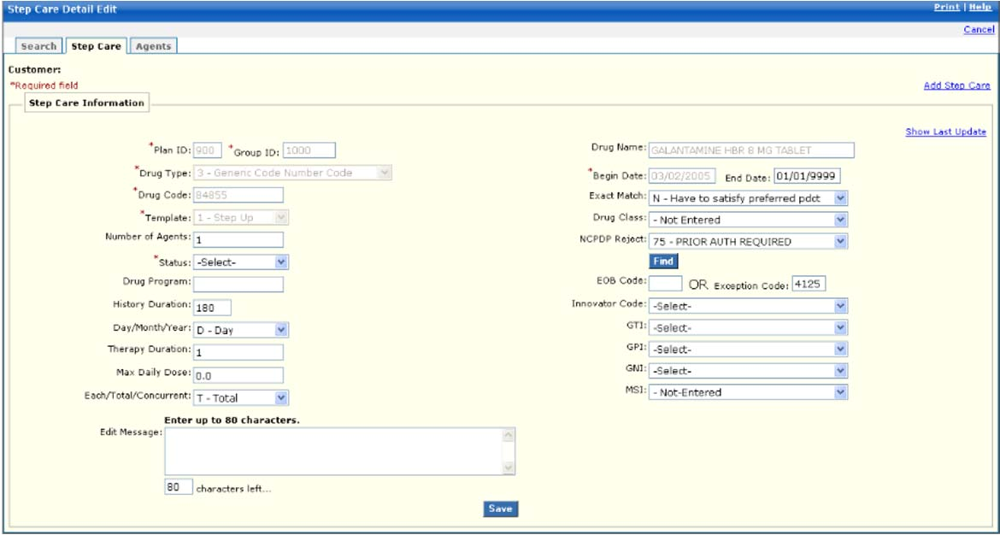 Step Care Detail Edit
Print | Help
Cancel
Search
Step Care
Agents
Customer:
*Required field
Add Step Care
Step Care Information
Show Last Update
*Plan ID: 900 *Group ID: 1000
*Drug Type: 3 - Generic Code Number Code
*Drug Code: 84855
*Template: 1 - Step Up
Number of Agents: 1
*Status: -Select-
Drug Program:
History Duration: 180
Day/Month/Year: D - Day
Therapy Duration: 1
Max Daily Dose: 0.0
Each/Total/Concurrent: T - Total
Drug Name: GALANTAMINE HBR 8 MG TABLET
*Begin Date: 03/02/2005 End Date: 01/01/9999
Exact Match: N - Have to satisfy preferred pdct
Drug Class: - Not Entered
NCPDP Reject: 75 - PRIOR AUTH REQUIRED
Find
EOB Code: OR Exception Code: 4125
Innovator Code: -Select-
GTI: -Select-
GPI: -Select-
GNI: -Select-
MSI: - Not-Entered
Enter up to 80 characters.
Edit Message:
80 characters left...
Save